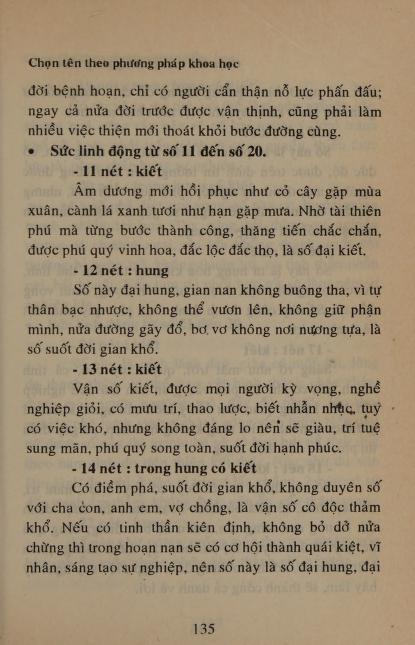 Chọn tên theo phương pháp khoa học
đời bệnh hoạn, chỉ có người cẩn thận nỗ lực phấn đấu;
ngay cả nửa đời trước được vận thịnh, cũng phải làm
nhiều việc thiện mới thoát khỏi bước đường cùng.
• Sức linh động từ số 11 đến số 20.
- 11 nét : kiết
Âm dương mới hồi phục như cỏ cây gặp mùa
xuân, cành lá xanh tươi như hạn gặp mưa. Nhờ tài thiên
phú mà từng bước thành công, thăng tiến chắc chắn,
được phú quý vinh hoa, đắc lộc đắc thọ, là số đại kiết.
- 12 nét : hung
Số này đại hung, gian nan không buông tha, vì tự
thân bạc nhược, không thể vươn lên, không giữ phận
mình, nửa đường gãy đổ, bơ vơ không nơi nương tựa, là
số suốt đời gian khổ.
- 13 nét : kiết
Vận số kiết, được mọi người kỳ vọng, nghề
nghiệp giỏi, có mưu trí, thao lược, biết nhẫn nhục, tuy
có việc khó, nhưng không đáng lo nên sẽ giàu, trí tuệ
sung mãn, phú quý song toàn, suốt đời hạnh phúc.
- 14 nét : trong hung có kiết
Có điềm phá, suốt đời gian khổ, không duyên số
với cha con, anh em, vợ chồng, là vận số cô độc thảm
khổ. Nếu có tinh thần kiên định, không bỏ dở nửa
chừng thì trong hoạn nạn sẽ có cơ hội thành quái kiệt, vĩ
nhân, sáng tạo sự nghiệp, nên số này là số đại hung, đại
135